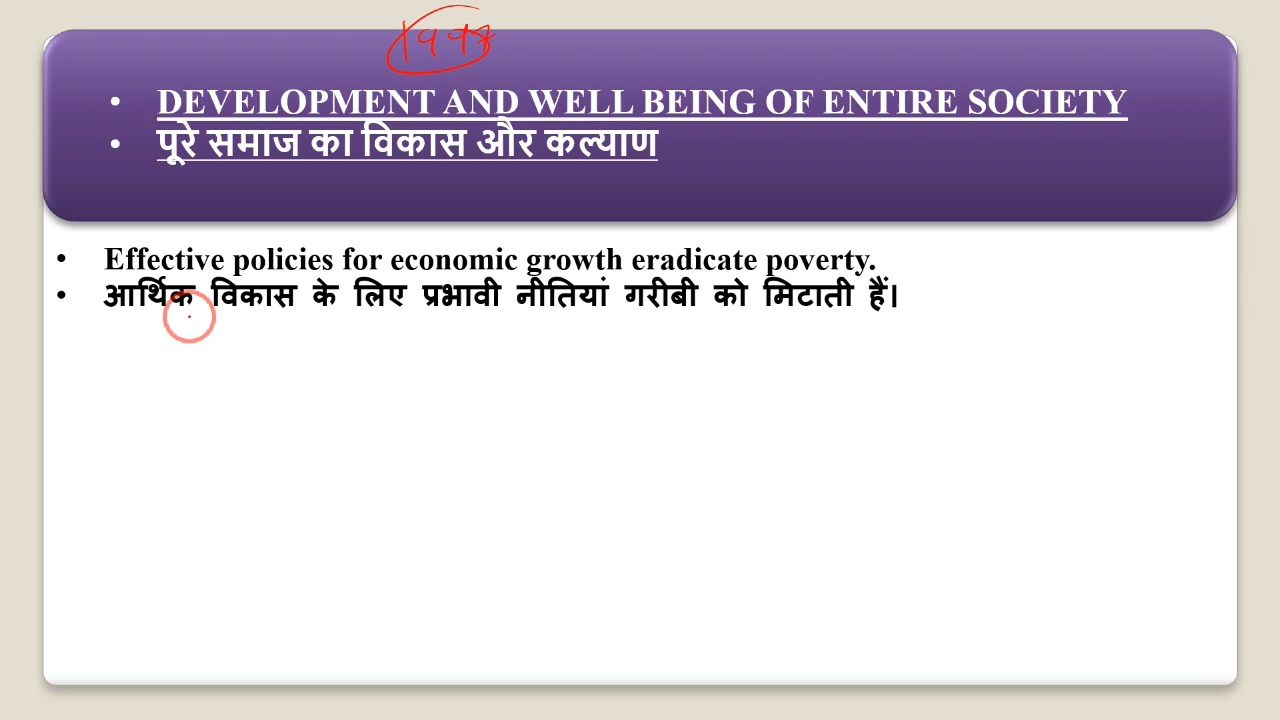 • DEVELOPMENT AND WELL BEING OF ENTIRE SOCIETY
• पूरे समाज का विकास और कल्याण
• Effective policies for economic growth eradicate poverty.
• आर्थिक विकास के लिए प्रभावी नीतियां गरीबी को मिटाती हैं।